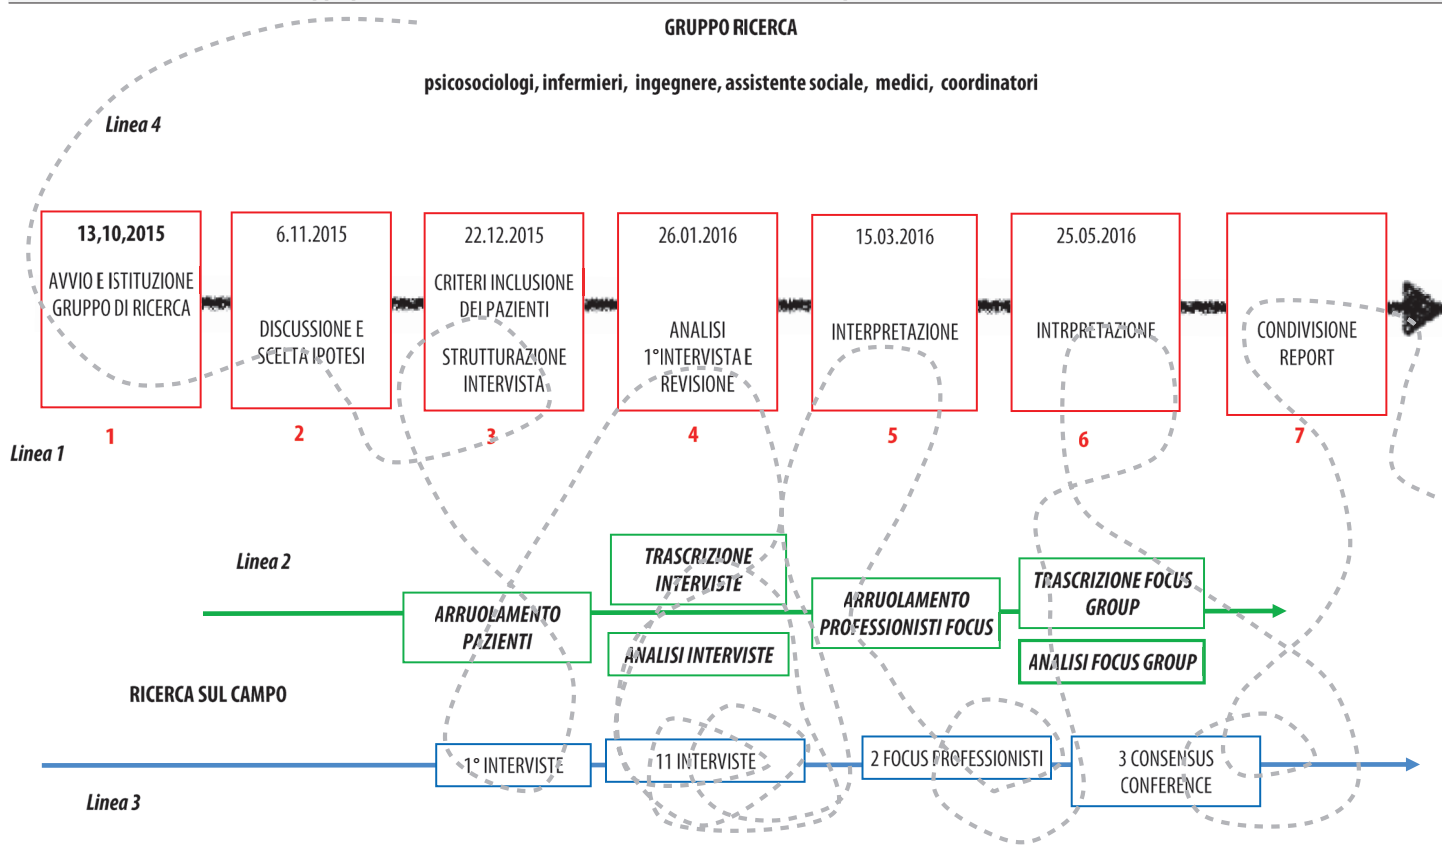 GRUPPO RICERCA
psicosociologi, infermieri, ingegnere, assistente sociale, medici, coordinatori
Linea 4
13,10,2015
AVVIO E ISTITUZIONE
GRUPPO DI RICERCA
6.11.2015
DISCUSSIONE E
SCELTA IPOTESI
22.12.2015
CRITERI INCLUSIONE
DEI PAZIENTI
STRUTTURAZIONE
INTERVISTA
26.01.2016
ANALISI
1°INTERVISTA E
REVISIONE
15.03.2016
INTERPRETAZIONE
25.05.2016
INTRPRETAZIONE
CONDIVISIONE
REPORT
1
2
3
4
5
6
7
Linea 1
Linea 2
ARRUOLAMENTO
PAZIENTI
TRASCRIZIONE
INTERVISTE
ANALISI INTERVISTE
ARRUOLAMENTO
PROFESSIONISTI FOCUS
TRASCRIZIONE FOCUS
GROUP
ANALISI FOCUS GROUP
RICERCA SUL CAMPO
1° INTERVISTE
11 INTERVISTE
2 FOCUS PROFESSIONISTI
3 CONSENSUS
CONFERENCE
Linea 3